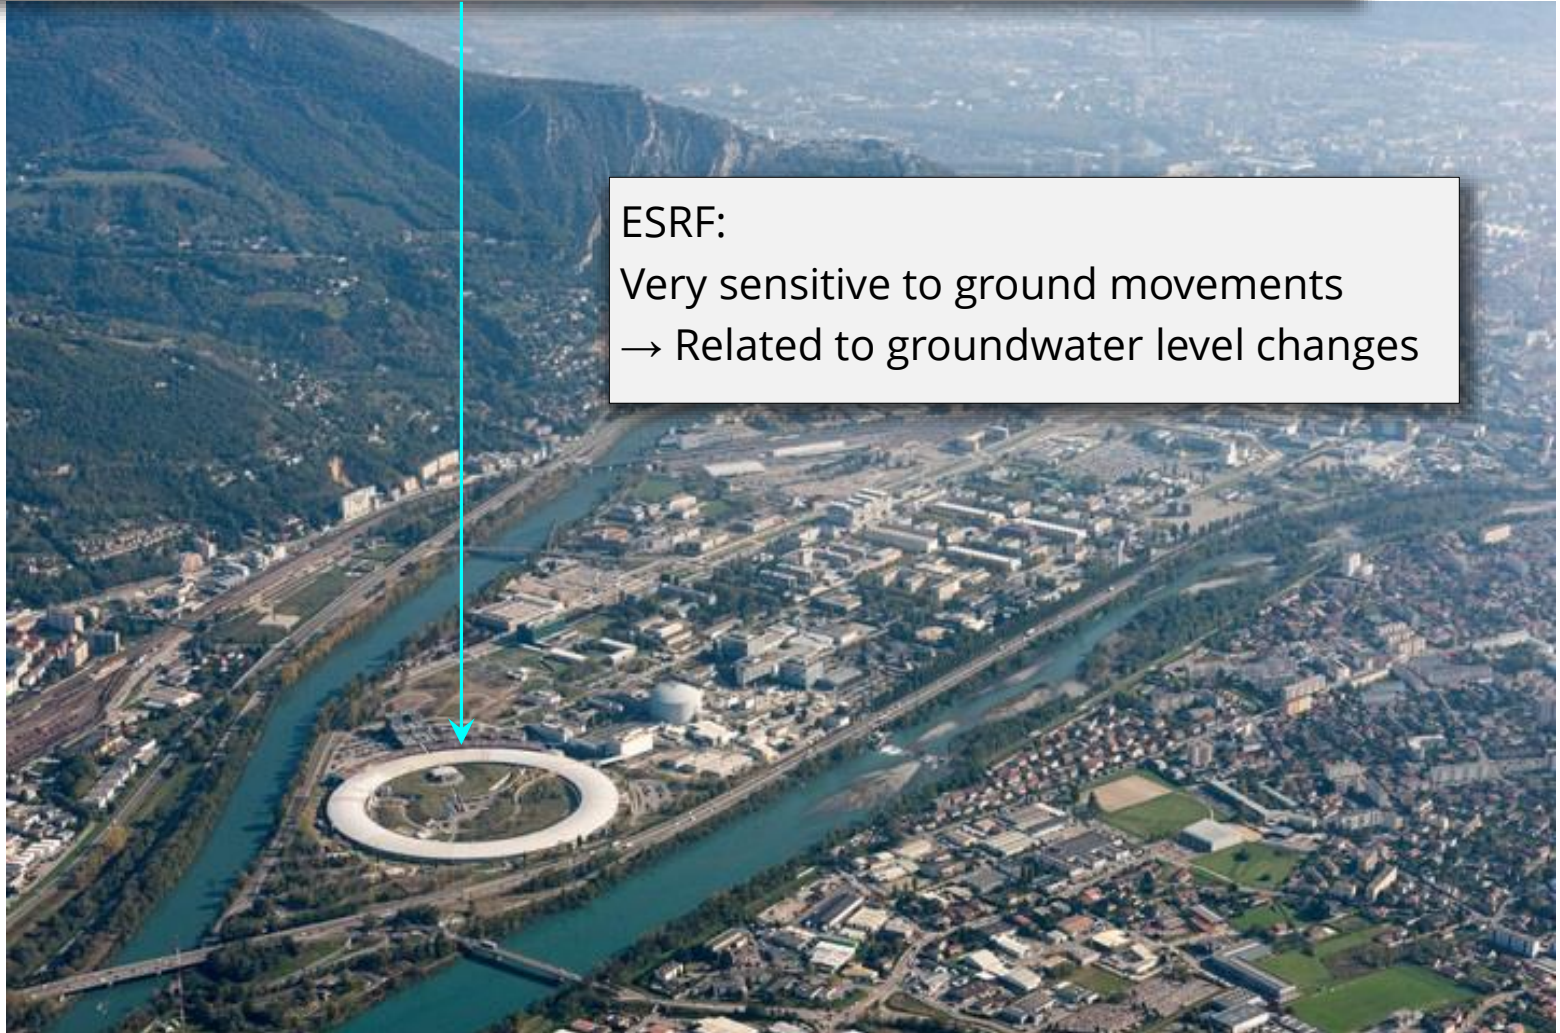 ESRF:
Very sensitive to ground movements
→ Related to groundwater level changes